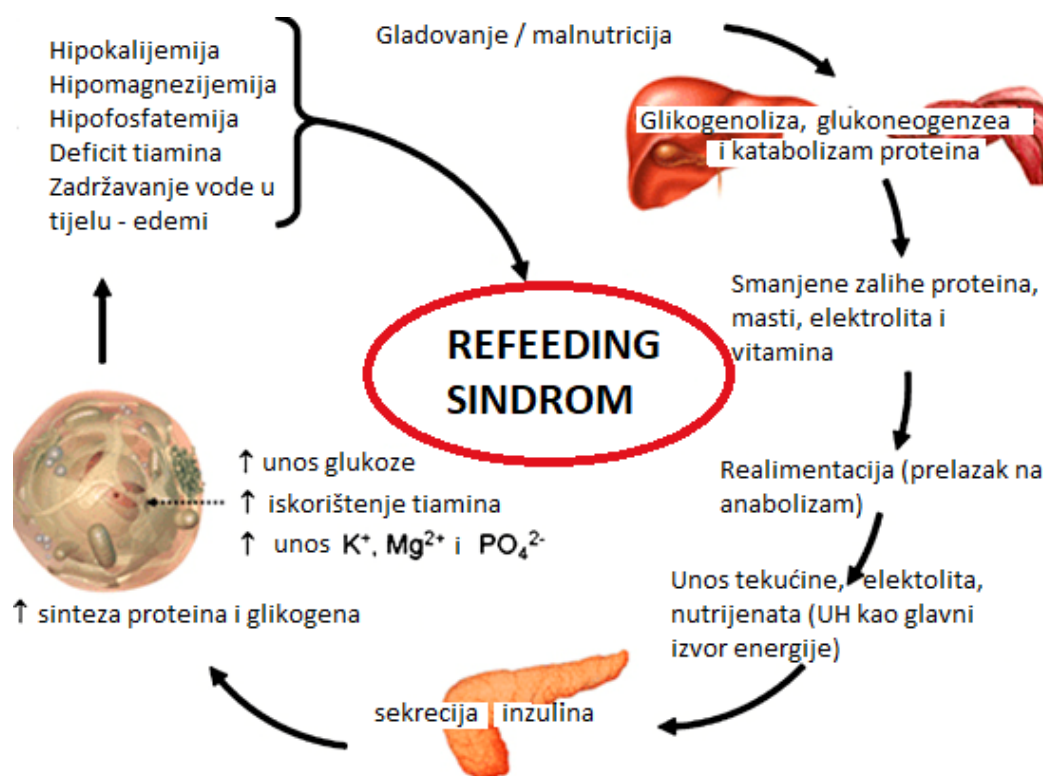 Gladovanje / malnutricija
Glikogenoliza, glukoneogenzea
i katabolizam proteina
Smanjene zalihe proteina,
masti, elektrolita i
vitamina
Realimentacija (prelazak na
anabolizam)
Unos tekućine, elektolita,
nutrijenata (UH kao glavni
izvor energije)
sekrecija inzulina
↑ sinteza proteina i glikogena
↑ unos glukoze
↑ iskorištenje tiamina
↑ unos K⁺, Mg²⁺ i PO₄²⁻
Hipokalijemija
Hipomagnezijemija
Hipofosfatemija
Deficit tiamina
Zadržavanje vode u
tijelu - edemi
REFEEDING
SINDROM